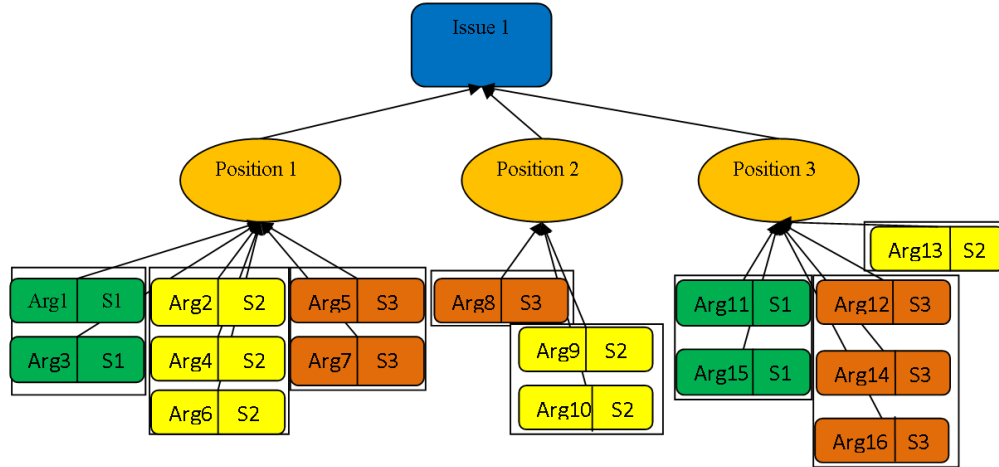 Issue 1
Position 1
Position 2
Position 3
Arg13 S2
Arg1 S1
Arg2 S2
Arg5 S3
Arg8 S3
Arg11 S1
Arg12 S3
Arg3 S1
Arg4 S2
Arg7 S3
Arg9 S2
Arg15 S1
Arg14 S3
Arg6 S2
Arg10 S2
Arg16 S3